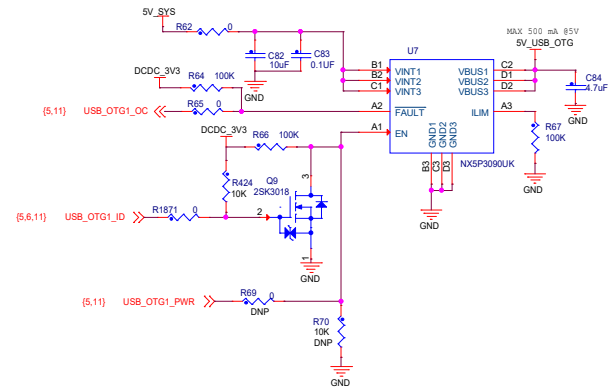 5V_SYS
R62
0
MAX 500 mA @5V
5V_USB_OTG
C82
10uF
C83
0.1UF
U7
DCDC_3V3
R64
100K
GND
B1
B2
C1
VINT1
VINT2
VINT3
VBUS1
VBUS2
VBUS3
C2
D1
D2
C84
4.7uF
GND
{5,11}
USB_OTG1_OC
R65
0
A2
FAULT
ILIM
A3
DCDC_3V3
R66
100K
A1
EN
GND1
GND2
GND3
R67
100K
NX5P3090UK
B3
C3
D3
GND
GND
R424
10K
Q9
2SK3018
3
{5,6,11}
USB_OTG1_ID
R1871
0
2
1
GND
{5,11}
USB_OTG1_PWR
R69
0
DNP
R70
10K
DNP
GND